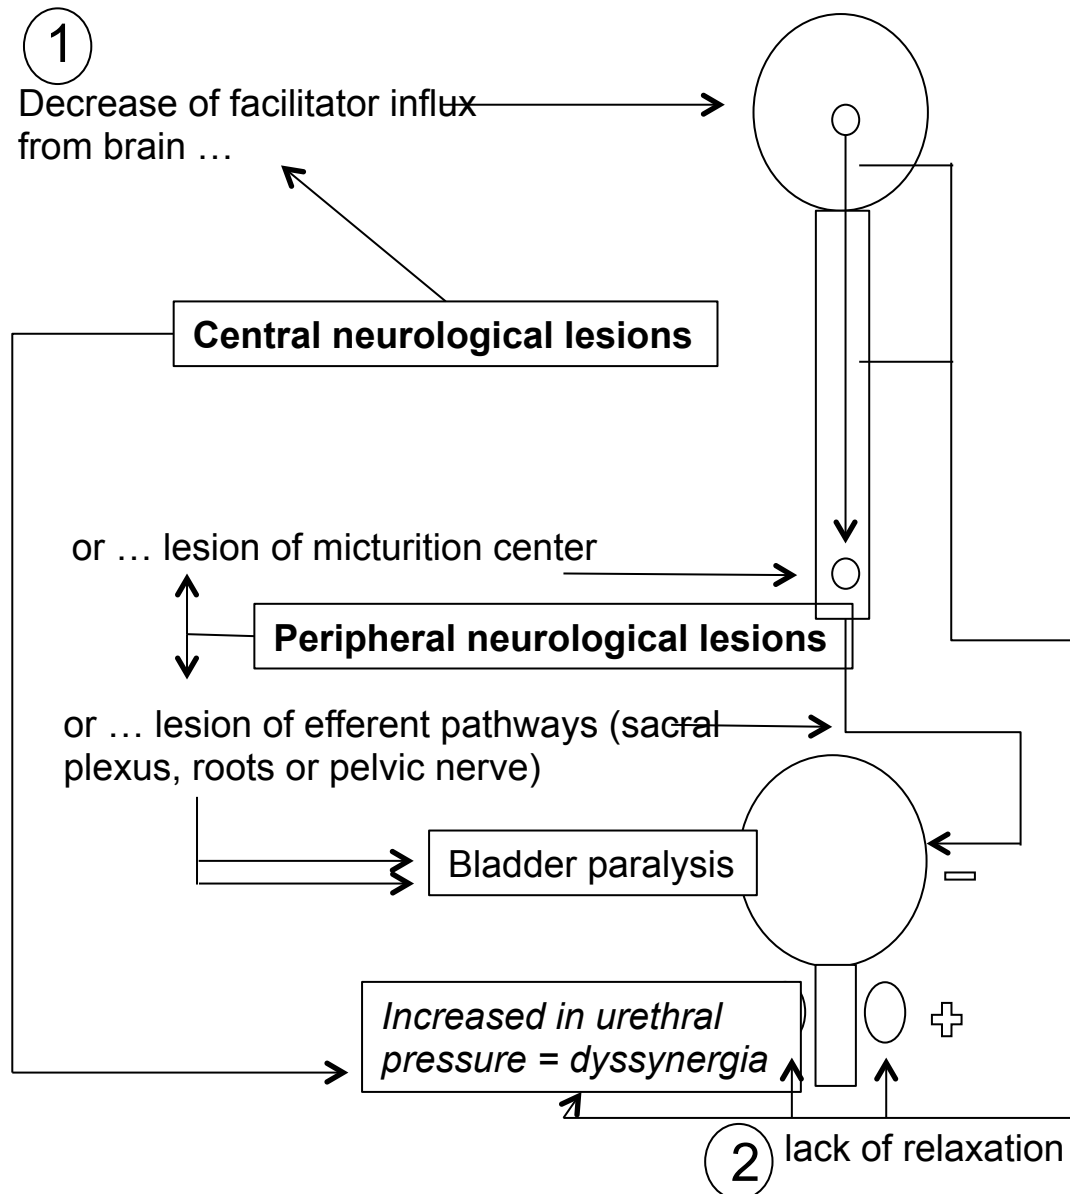 1
Decrease of facilitator influx
from brain …
Central neurological lesions
or … lesion of micturition center
Peripheral neurological lesions
or … lesion of efferent pathways (sacral
plexus, roots or pelvic nerve)
Bladder paralysis
Increased in urethral
pressure = dyssynergia
2 lack of relaxation